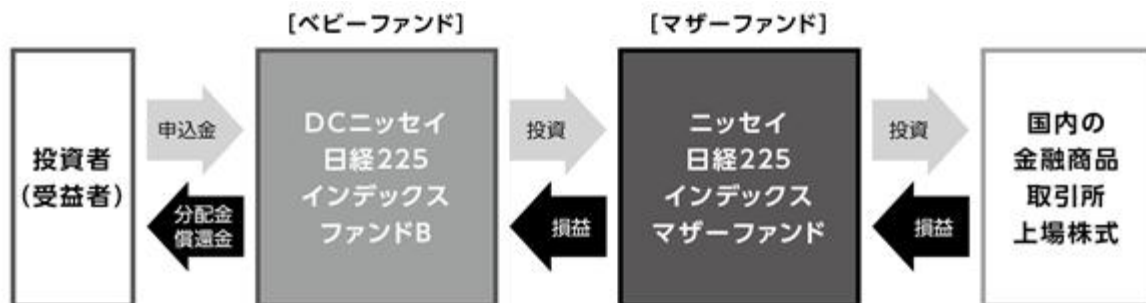 [ベビーファンド]
[マザーファンド]
投資者
(受益者)
申込金
分配金
償還金
DCニッセイ
日経225
インデックス
ファンドB
投資
損益
ニッセイ
日経225
インデックス
マザーファンド
投資
損益
国内の
金融商品
取引所
上場株式